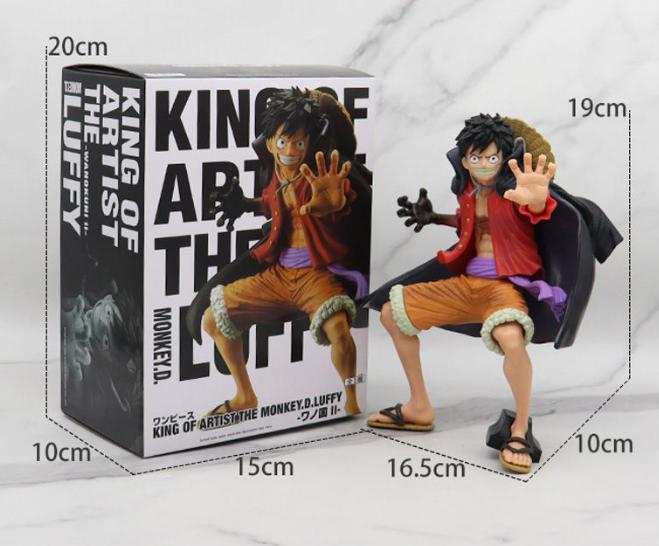 20cm
19cm
KING OF
ARTIST
THE -WANOKUNI II-
MONKEY.D.
LUFFY
KING OF
ARTIST
THE
MONKEY.D.
LUFFY
ワンピース
KING OF ARTIST THE MONKEY.D.LUFFY
-ワノ国 II-
10cm
15cm
16.5cm
10cm